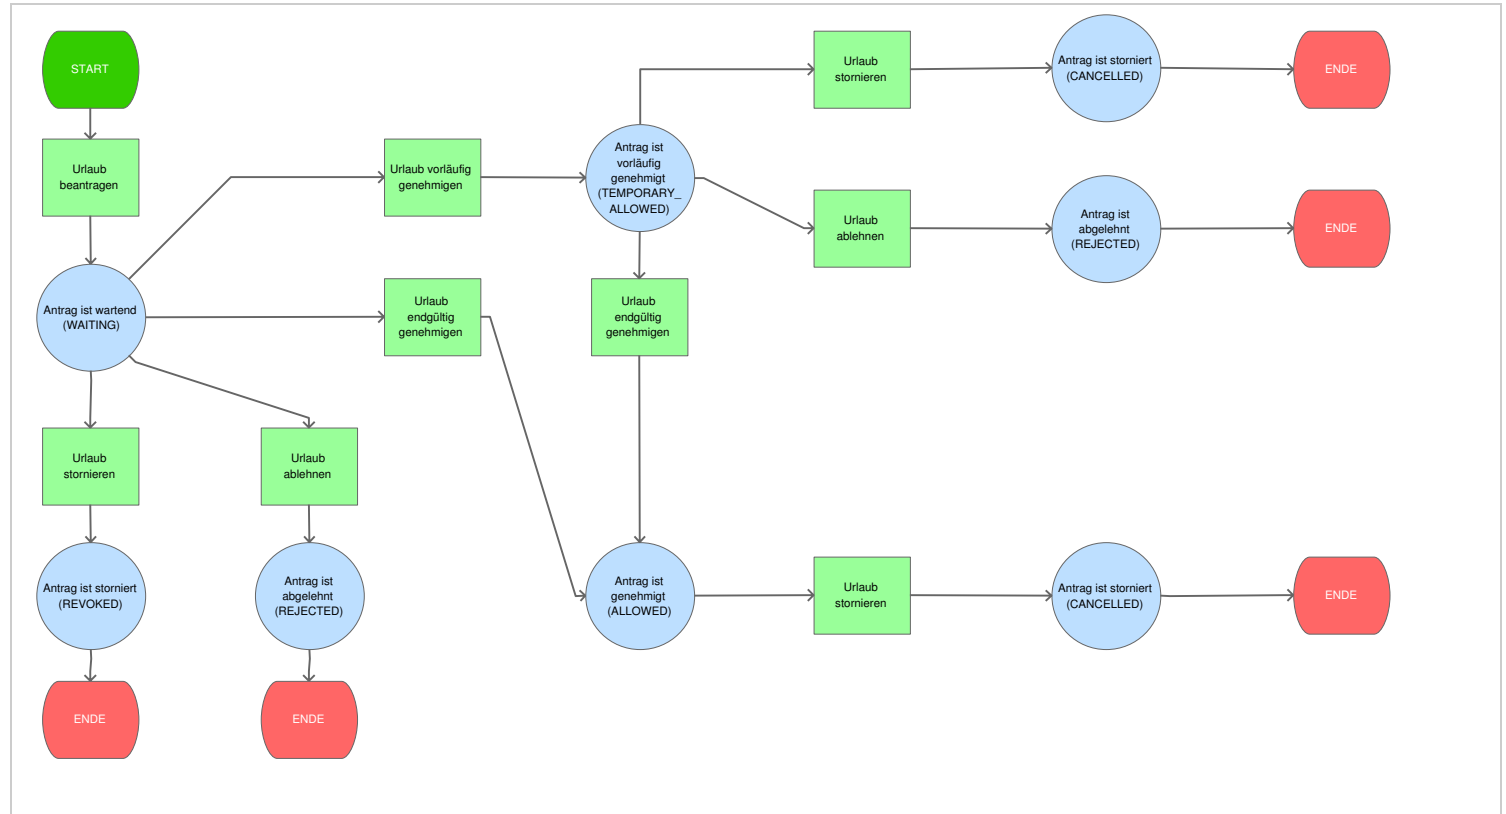 START
Urlaub
beantragen
Antrag ist wartend
(WAITING)
Urlaub
stornieren
Antrag ist storniert
(REVOKED)
ENDE
Urlaub
ablehnen
Antrag ist
abgelehnt
(REJECTED)
ENDE
Urlaub vorläufig
genehmigen
Urlaub
endgültig
genehmigen
Antrag ist
vorläufig
genehmigt
(TEMPORARY_
ALLOWED)
Urlaub
endgültig
genehmigen
Antrag ist
genehmigt
(ALLOWED)
Urlaub
stornieren
Antrag ist storniert
(CANCELLED)
ENDE
Urlaub
ablehnen
Antrag ist
abgelehnt
(REJECTED)
ENDE
Urlaub
stornieren
Antrag ist storniert
(CANCELLED)
ENDE